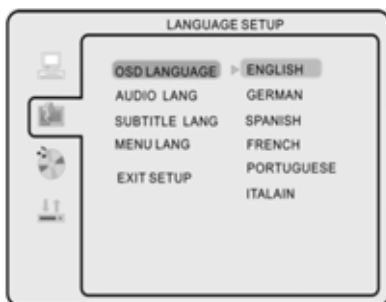 LANGUAGE SETUP
OSD LANGUAGE ENGLISH
AUDIO LANG GERMAN
SUBTITLE LANG SPANISH
MENU LANG FRENCH
EXIT SETUP PORTUGUESE
ITALAIN